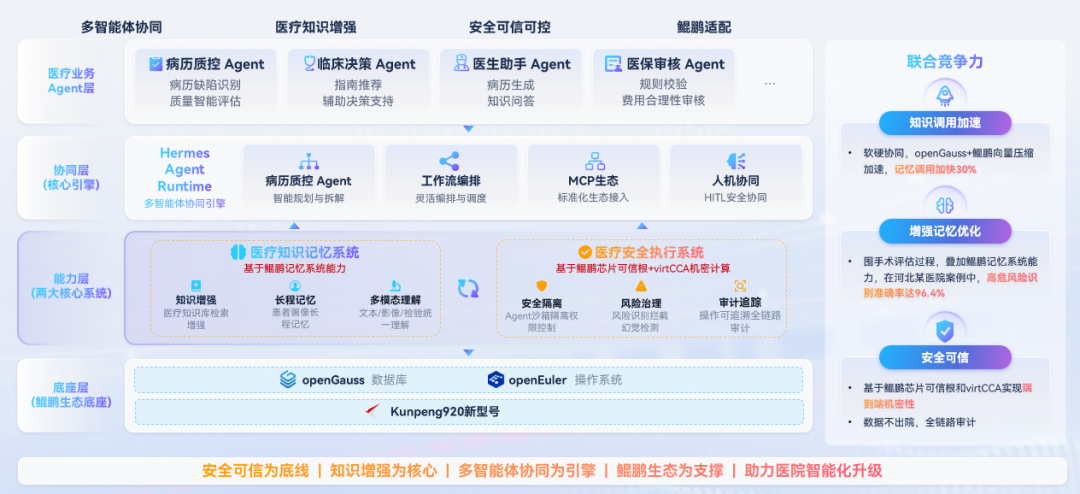 多智能体协同
医疗知识增强
安全可信可控
鲲鹏适配
医疗业务
Agent层
病历质控 Agent
病历缺陷识别
质量智能评估
临床决策 Agent
指南推荐
辅助决策支持
医生助手 Agent
病历生成
知识问答
医保审核 Agent
规则校验
费用合理性审核
...
协同层
(核心引擎)
Hermes
Agent
Runtime
多智能体协同引擎
病历质控 Agent
智能规划与拆解
工作流编排
灵活编排与调度
MCP生态
标准化生态接入
人机协同
HITL安全协同
能力层
(两大核心系统)
医疗知识记忆系统
基于鲲鹏记忆系统能力
知识增强
医疗知识库检索
增强
长程记忆
患者画像长
程记忆
多模态理解
文本/影像/检验统
一理解
医疗安全执行系统
基于鲲鹏芯片可信根+virtCCA机密计算
安全隔离
Agent沙箱隔离权
限控制
风险治理
风险识别拦截
幻觉检测
审计追踪
操作可追溯全链路
审计
底座层
(鲲鹏生态底座)
openGauss 数据库
openEuler 操作系统
Kunpeng920新型号
联合竞争力
知识调用加速
• 软硬协同，openGauss+鲲鹏向量压缩
加速，记忆调用加快30%
增强记忆优化
• 围手术评估过程，叠加鲲鹏记忆系统能
力，在河北某医院案例中，高危风险识
别准确率达96.4%
安全可信
• 基于鲲鹏芯片可信根和virtCCA实现端
到端机密性
• 数据不出院，全链路审计
安全可信为底线 | 知识增强为核心 | 多智能体协同为引擎 | 鲲鹏生态为支撑 | 助力医院智能化升级